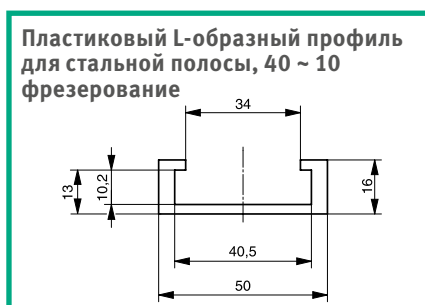 Пластиковый L-образный профиль
для стальной полосы, 40 ~ 10
фрезерование
34
13
10,2
16
40,5
50